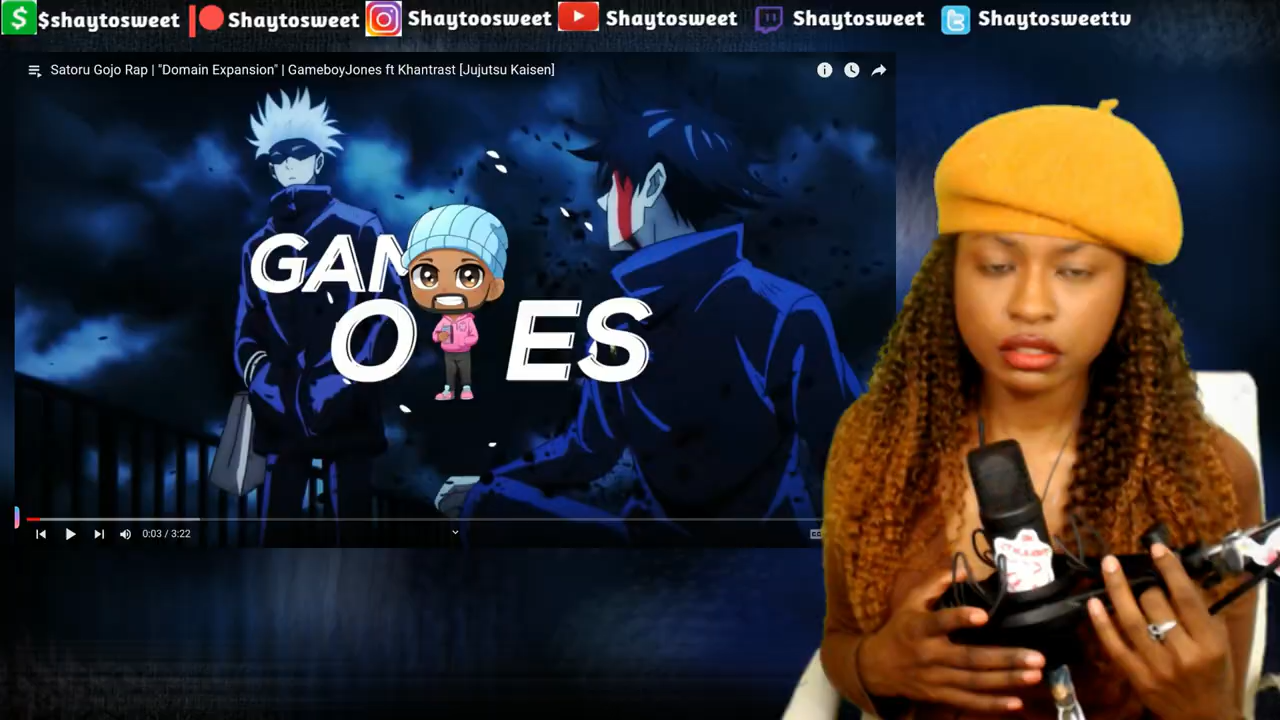 $shaytosweet Shaytosweet Shaytoosweet Shaytosweet Shaytosweet Shaytosweettv
Satoru Gojo Rap | "Domain Expansion" | GameboyJones ft Khantrast [Jujutsu Kaisen]
GAM
O ES
0:03 / 3:22